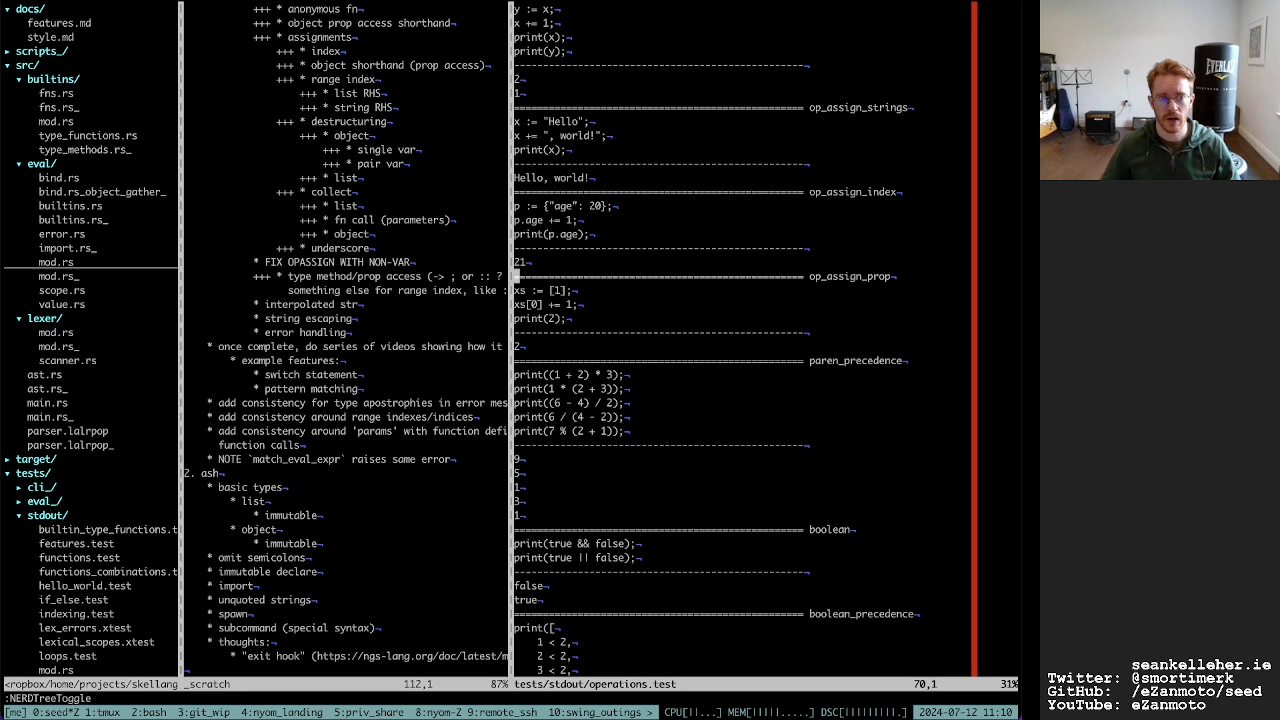 ▾ docs/
features.md
style.md
▸ scripts_/
▾ src/
▾ builtins/
fns.rs
fns.rs_
mod.rs
type_functions.rs
type_methods.rs_
▾ eval/
bind.rs
bind.rs_object_gather_
builtins.rs
builtins.rs_
error.rs
import.rs_
mod.rs
mod.rs_
scope.rs
value.rs
▾ lexer/
mod.rs
mod.rs_
scanner.rs
ast.rs
ast.rs_
main.rs
main.rs_
parser.lalrpop
parser.lalrpop_
▸ target/
▾ tests/
▸ cli_/
▸ eval_/
▾ stdout/
builtin_type_functions.t
features.test
functions.test
functions_combinations.t
hello_world.test
if_else.test
indexing.test
lex_errors.xtest
lexical_scopes.xtest
loops.test
mod.rs
<ropbox/home/projects/skellang
+++ * anonymous fn¬
+++ * object prop access shorthand¬
+++ * assignments¬
+++ * index¬
+++ * object shorthand (prop access)¬
+++ * range index¬
+++ * list RHS¬
+++ * string RHS¬
+++ * destructuring¬
+++ * object¬
+++ * single var¬
+++ * pair var¬
+++ * list¬
+++ * collect¬
+++ * list¬
+++ * fn call (parameters)¬
+++ * object¬
+++ * underscore¬
* FIX OPASSIGN WITH NON-VAR¬
+++ * type method/prop access (-> ; or :: ?
something else for range index, like :
* interpolated str¬
* string escaping¬
* error handling¬
* once complete, do series of videos showing how it
* example features:¬
* switch statement¬
* pattern matching¬
* add consistency for type apostrophies in error mes
* add consistency around range indexes/indices¬
* add consistency around 'params' with function defi
function calls¬
* NOTE `match_eval_expr` raises same error¬
2. ash¬
* basic types¬
* list¬
* immutable¬
* object¬
* immutable¬
* omit semicolons¬
* immutable declare¬
* import¬
* unquoted strings¬
* spawn¬
* subcommand (special syntax)¬
* thoughts:¬
* "exit hook" (https://ngs-lang.org/doc/latest/m
¬
_scratch 112,1 87%
y := x;¬
x += 1;¬
print(x);¬
print(y);¬
--------------------------------------------------------------------------------¬
2¬
1¬
================================================================================ op_assign_strings¬
x := "Hello";¬
x += ", world!";¬
print(x);¬
--------------------------------------------------------------------------------¬
Hello, world!¬
================================================================================ op_assign_index¬
p := {"age": 20};¬
p.age += 1;¬
print(p.age);¬
--------------------------------------------------------------------------------¬
21¬
================================================================================ op_assign_prop¬
xs := [1];¬
xs[0] += 1;¬
print(2);¬
--------------------------------------------------------------------------------¬
2¬
================================================================================ paren_precedence¬
print((1 + 2) * 3);¬
print(1 * (2 + 3));¬
print((6 - 4) / 2);¬
print(6 / (4 - 2));¬
print(7 % (2 + 1));¬
--------------------------------------------------------------------------------¬
9¬
5¬
1¬
3¬
1¬
================================================================================ boolean¬
print(true && false);¬
print(true || false);¬
--------------------------------------------------------------------------------¬
false¬
true¬
================================================================================ boolean_precedence¬
print([¬
1 < 2,¬
2 < 2,¬
3 < 2,¬
tests/stdout/operations.test 70,1 31%
:NERDTreeToggle
[me] 0:seed*Z 1:tmux 2:bash 3:git_wip 4:nyom_landing 5:priv_share 8:nyom-Z 9:remote_ssh 10:swing_outings > CPU[||...] MEM[|||||.....] DSC[||||||||.] 2024-07-12 11:10
EVERLAST
seankelleher.ie
Twitter: @smortimerk
GitHub: /ezanmoto/seed